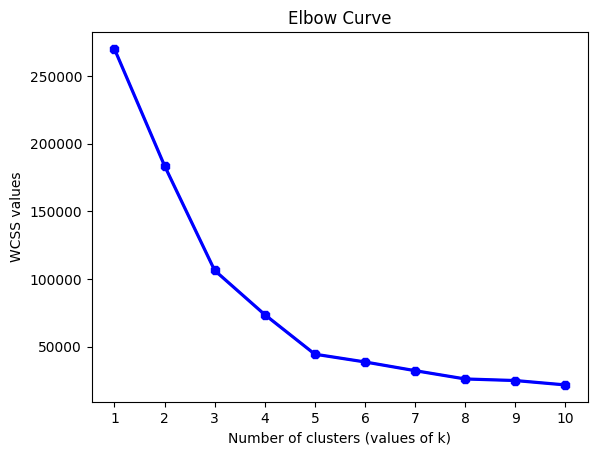 Elbow Curve
WCSS values
250000
200000
150000
100000
50000
1 2 3 4 5 6 7 8 9 10
Number of clusters (values of k)